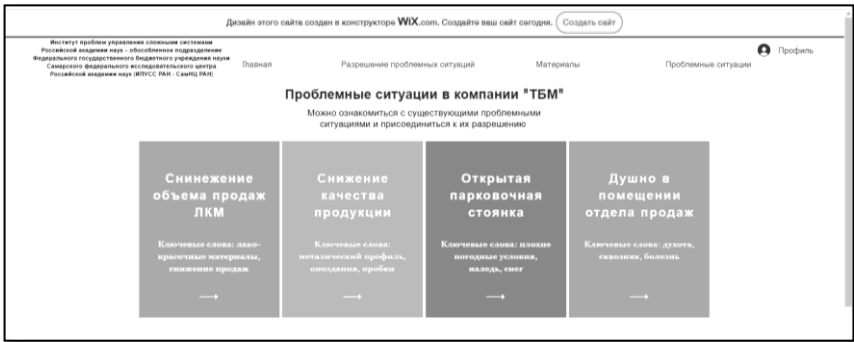 Дизайн этого сайта создан в конструкторе WiX.com. Создайте ваш сайт сегодня. Создать сайт
Институт проблем управление сложными системами
Российской академии наук – обособленное подразделение
Федерального государственного бюджетного учреждения науки
Самарского федерального исследовательского центра
Российской академии наук (ИПУСС РАН - СамНЦ РАН)
Главная
Разрешение проблемных ситуаций
Материалы
Проблемные ситуации
Профиль
Проблемные ситуации в компании "ТБМ"
Можно ознакомиться с существующими проблемными
ситуациями и присоединиться к их разрешению
Снинежение
объема продаж
ЛКМ
Ключевые слова: лако-
красочные материалы,
снижение продаж
Снижение
качества
продукции
Ключевые слова:
металический профиль,
опоздания, пробки
Открытая
парковочная
стоянка
Ключевые слова: плохие
погодные условия,
наледь, снег
Душно в
помещении
отдела продаж
Ключевые слова: духота,
сквозняк, болезнь